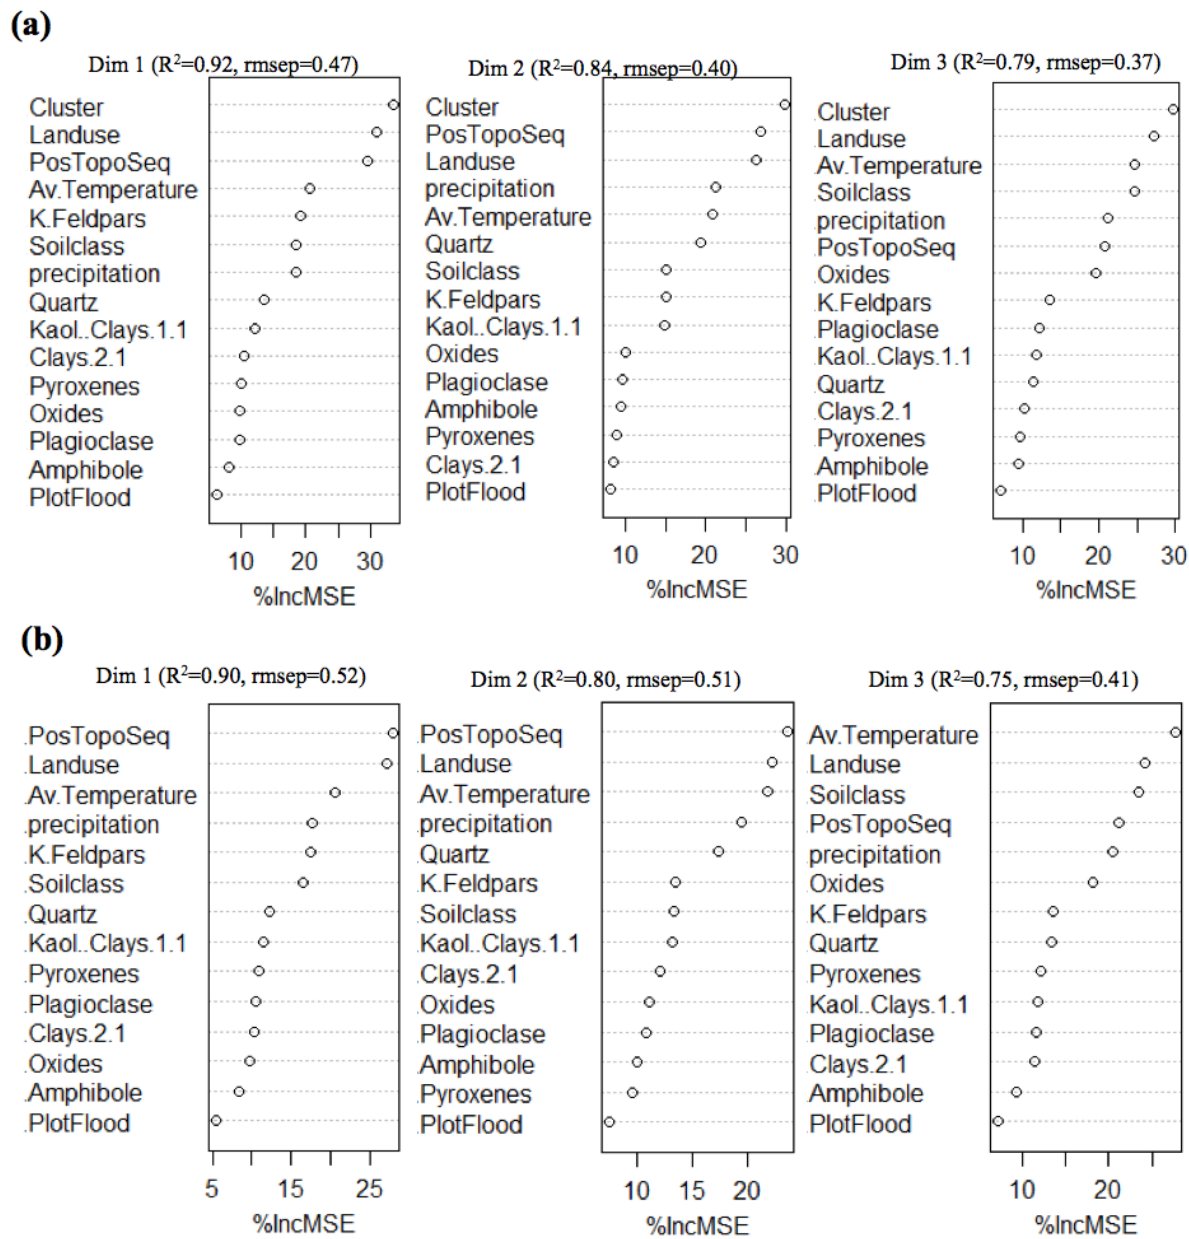 (a)
Dim 1 (R²=0.92, rmsep=0.47)
Cluster
Landuse
PosTopoSeq
Av.Temperature
K.Feldpars
Soilclass
precipitation
Quartz
Kaol..Clays.1.1
Clays.2.1
Pyroxenes
Oxides
Plagioclase
Amphibole
PlotFlood
10 20 30
%IncMSE
Dim 2 (R²=0.84, rmsep=0.40)
Cluster
PosTopoSeq
Landuse
precipitation
Av.Temperature
Quartz
Soilclass
K.Feldpars
Kaol..Clays.1.1
Oxides
Plagioclase
Amphibole
Pyroxenes
Clays.2.1
PlotFlood
10 20 30
%IncMSE
Dim 3 (R²=0.79, rmsep=0.37)
Cluster
Landuse
Av.Temperature
Soilclass
precipitation
PosTopoSeq
Oxides
K.Feldpars
Plagioclase
Kaol..Clays.1.1
Quartz
Clays.2.1
Pyroxenes
Amphibole
PlotFlood
10 20 30
%IncMSE
(b)
Dim 1 (R²=0.90, rmsep=0.52)
.PosTopoSeq
.Landuse
.Av.Temperature
.precipitation
.K.Feldpars
.Soilclass
.Quartz
.Kaol..Clays.1.1
.Pyroxenes
.Plagioclase
.Clays.2.1
.Oxides
.Amphibole
.PlotFlood
5 15 25
%IncMSE
Dim 2 (R²=0.80, rmsep=0.51)
.PosTopoSeq
.Landuse
.Av.Temperature
.precipitation
.Quartz
.K.Feldpars
.Soilclass
.Kaol..Clays.1.1
.Clays.2.1
.Oxides
.Plagioclase
.Amphibole
.Pyroxenes
.PlotFlood
10 15 20
%IncMSE
Dim 3 (R²=0.75, rmsep=0.41)
.Av.Temperature
.Landuse
.Soilclass
.PosTopoSeq
.precipitation
.Oxides
.K.Feldpars
.Quartz
.Pyroxenes
.Kaol..Clays.1.1
.Plagioclase
.Clays.2.1
.Amphibole
.PlotFlood
10 20
%IncMSE